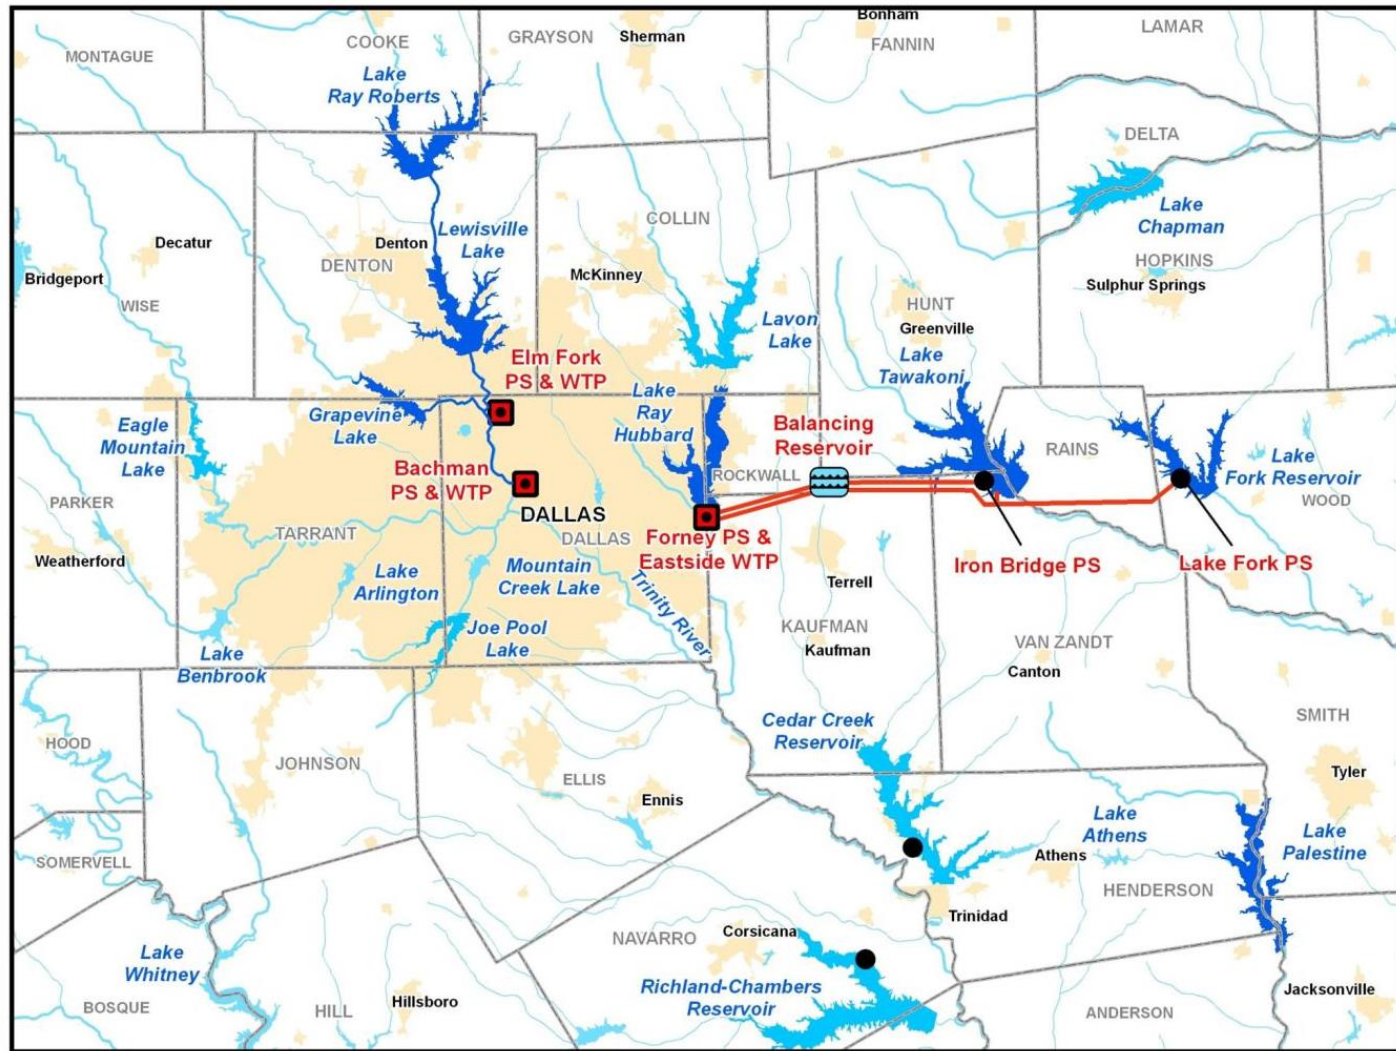 Bonham
LAMAR
COOKE
GRAYSON
Sherman
FANNIN
MONTAGUE
Lake
Ray Roberts
DELTA
Lake
Chapman
COLLIN
Lewisville
Lake
Denton
DENTON
Decatur
McKinney
HOPKINS
Sulphur Springs
Bridgeport
WISE
HUNT
Greenville
Lavon
Lake
Lake
Tawakoni
Elm Fork
PS & WTP
Lake
Ray
Hubbard
Grapevine
Lake
Eagle
Mountain
Lake
Balancing
Reservoir
RAINS
Lake
Fork Reservoir
WOOD
Bachman
PS & WTP
ROCKWALL
PARKER
DALLAS
DALLAS
TARRANT
Forney PS &
Eastside WTP
Iron Bridge PS
Lake Fork PS
Weatherford
Lake
Arlington
Mountain
Creek Lake
Trinity River
Terrell
KAUFMAN
Kaufman
VAN ZANDT
Canton
Joe Pool
Lake
Lake
Benbrook
Cedar Creek
Reservoir
SMITH
HOOD
JOHNSON
ELLIS
Ennis
Tyler
Lake
Athens
Lake
Palestine
SOMERVELL
Athens
HENDERSON
Trinidad
NAVARRO
Corsicana
Lake
Whitney
Richland-Chambers
Reservoir
BOSQUE
HILL
Hillsboro
Jacksonville
ANDERSON